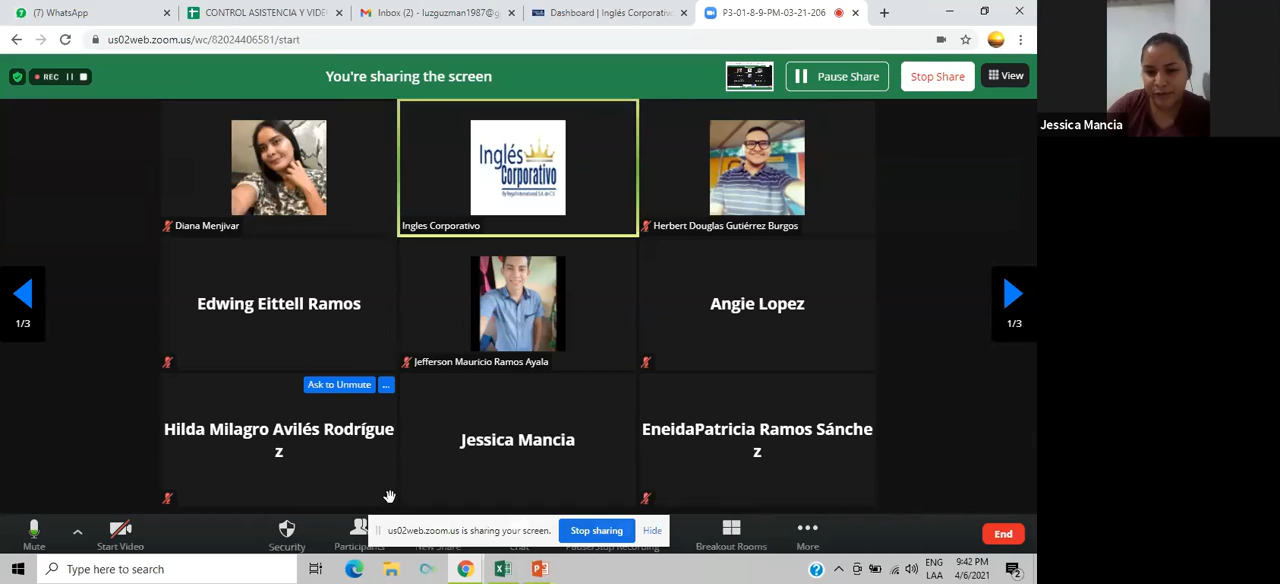 (7) WhatsApp
CONTROL ASISTENCIA Y VIDE
Inbox (2) - luzguzman1987@g
Dashboard | Inglés Corporativ
P3-01-8-9-PM-03-21-206
us02web.zoom.us/wc/82024406581/start
REC
You're sharing the screen
Pause Share
Stop Share
View
Jessica Mancia
Inglés
Corporativo
Diana Menjivar
Ingles Corporativo
Herbert Douglas Gutiérrez Burgos
Edwing Eittell Ramos
Angie Lopez
1/3
1/3
Jefferson Mauricio Ramos Ayala
Ask to Unmute
...
Hilda Milagro Avilés Rodrígue
z
Jessica Mancia
EneidaPatricia Ramos Sánche
z
us02web.zoom.us is sharing your screen.
Stop sharing
Hide
Mute
Start Video
Security
Participants
Breakout Rooms
More
End
Type here to search
ENG
LAA
9:42 PM
4/6/2021
2